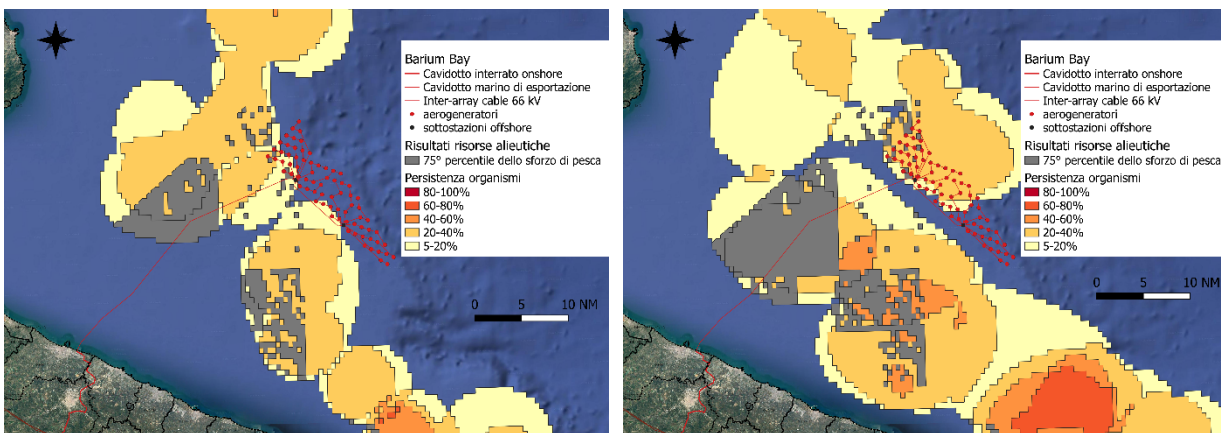 Barium Bay
Cavidotto interrato onshore
Cavidotto marino di esportazione
Inter-array cable 66 kV
aerogeneratori
sottostazioni offshore
Risultati risorse alieutiche
75° percentile dello sforzo di pesca
Persistenza organismi
80-100%
60-80%
40-60%
20-40%
5-20%
0 5 10 NM
Barium Bay
Cavidotto interrato onshore
Cavidotto marino di esportazione
Inter-array cable 66 kV
aerogeneratori
sottostazioni offshore
Risultati risorse alieutiche
75° percentile dello sforzo di pesca
Persistenza organismi
80-100%
60-80%
40-60%
20-40%
5-20%
0 5 10 NM